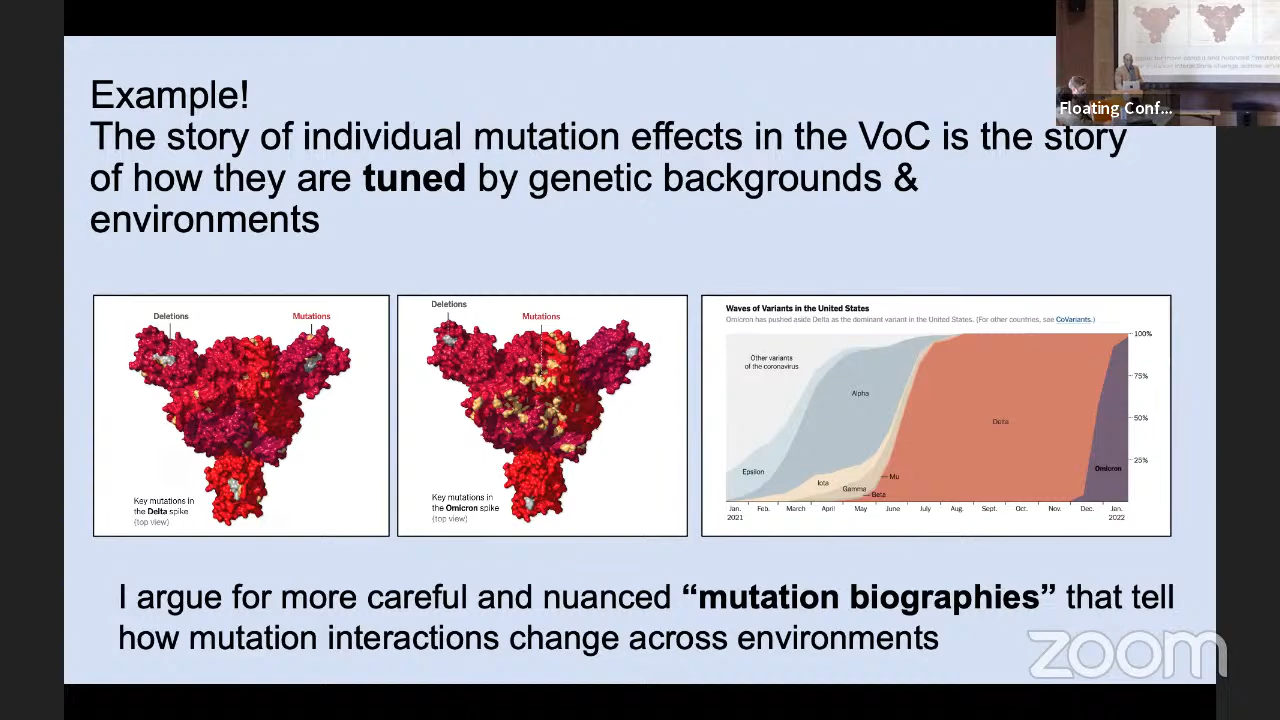 Example!
The story of individual mutation effects in the VoC is the story
of how they are tuned by genetic backgrounds &
environments
Floating Conf...
Deletions
Mutations
Key mutations in
the Delta spike
(top view)
Deletions
Mutations
Key mutations in
the Omicron spike
(top view)
Waves of Variants in the United States
Omicron has pushed aside Delta as the dominant variant in the United States. (For other countries, see CoVariants.)
Other variants
of the coronavirus
Alpha
Epsilon
Iota
Gamma
Beta
Mu
Delta
Omicron
100%
75%
50%
25%
Jan. Feb. March April May June July Aug. Sept. Oct. Nov. Dec. Jan.
2021 2022
I argue for more careful and nuanced “mutation biographies” that tell
how mutation interactions change across environments
zoom